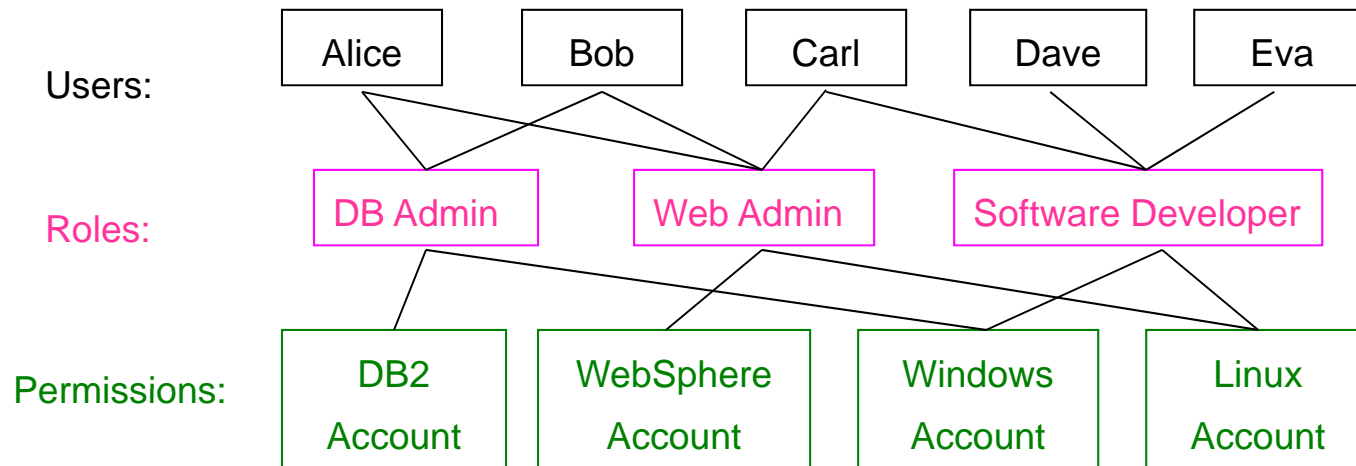 Users:
Alice
Bob
Carl
Dave
Eva
Roles:
DB Admin
Web Admin
Software Developer
Permissions:
DB2
Account
WebSphere
Account
Windows
Account
Linux
Account